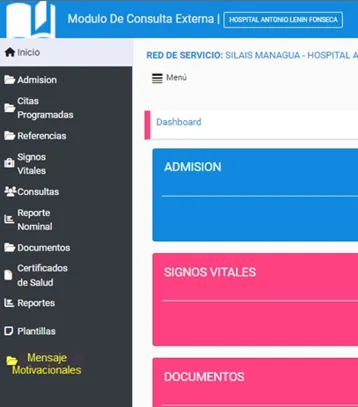 Modulo De Consulta Externa | HOSPITAL ANTONIO LENIN FONSECA
Inicio
RED DE SERVICIO: SILAIS MANAGUA - HOSPITAL A
Menú
Admision
Citas
Programadas
Referencias
Signos
Vitales
Consultas
Reporte
Nominal
Documentos
Certificados
de Salud
Reportes
Plantillas
Mensaje
Motivacionales
Dashboard
ADMISION
SIGNOS VITALES
DOCUMENTOS